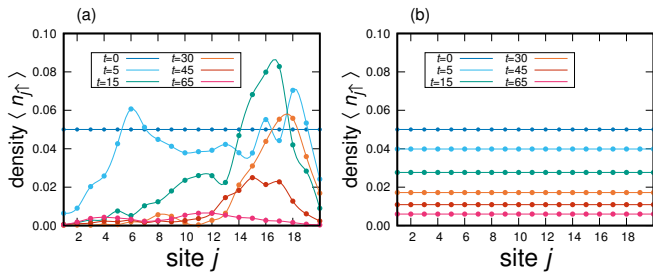 (a)
(b)
0.10
0.08
0.06
0.04
0.02
0.00
density ⟨ n_{j↑} ⟩
t=0 t=30
t=5 t=45
t=15 t=65
2 4 6 8 10 12 14 16 18
site j
0.10
0.08
0.06
0.04
0.02
0.00
density ⟨ n_{j↑} ⟩
t=0 t=30
t=5 t=45
t=15 t=65
2 4 6 8 10 12 14 16 18
site j